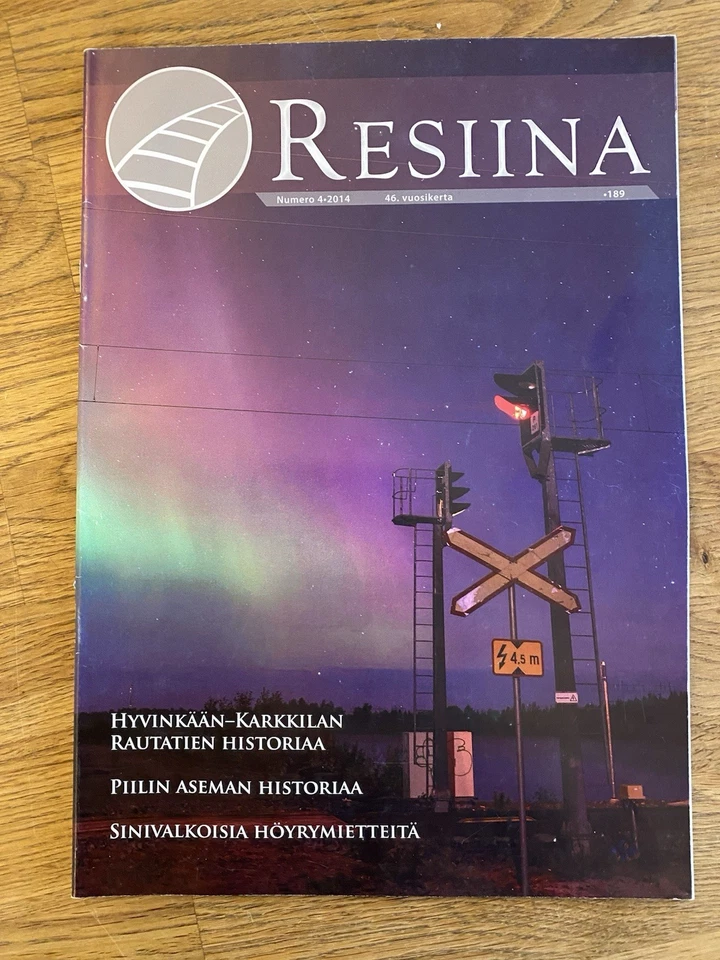 RESIINA
Numero 4•2014 46. vuosikerta •189
4,5 m
HYVINKÄÄN–KARKKILAN
RAUTATIEN HISTORIAA
PIILIN ASEMAN HISTORIAA
SINIVALKOISIA HÖYRYMIETTEITÄ